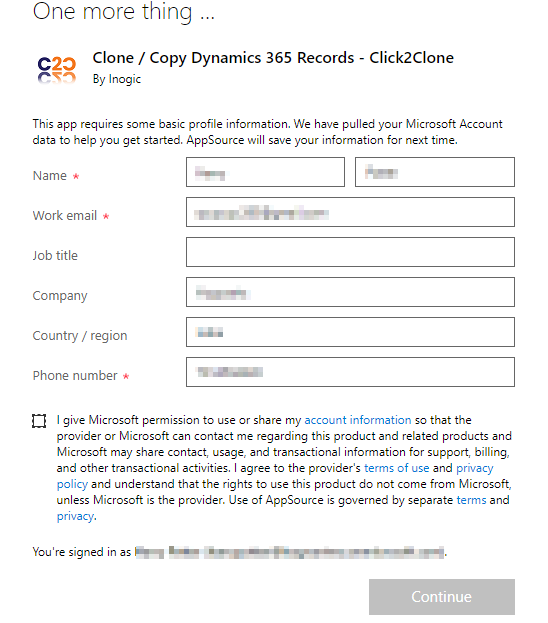 One more thing ...
C2C
Clone / Copy Dynamics 365 Records - Click2Clone
By Inogic
This app requires some basic profile information. We have pulled your Microsoft Account
data to help you get started. AppSource will save your information for next time.
Name *
Work email *
Job title
Company
Country / region
Phone number *
I give Microsoft permission to use or share my account information so that the
provider or Microsoft can contact me regarding this product and related products and
Microsoft may share contact, usage, and transactional information for support, billing,
and other transactional activities. I agree to the provider's terms of use and privacy
policy and understand that the rights to use this product do not come from Microsoft,
unless Microsoft is the provider. Use of AppSource is governed by separate terms and
privacy.
You're signed in as
Continue